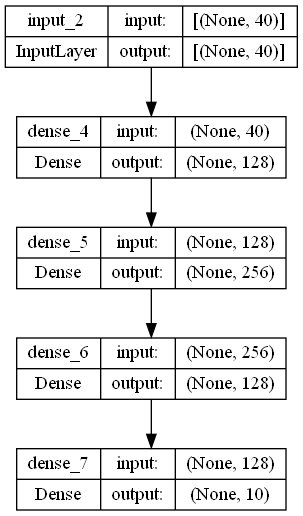 input_2 input: [(None, 40)]
InputLayer output: [(None, 40)]
dense_4 input: (None, 40)
Dense output: (None, 128)
dense_5 input: (None, 128)
Dense output: (None, 256)
dense_6 input: (None, 256)
Dense output: (None, 128)
dense_7 input: (None, 128)
Dense output: (None, 10)